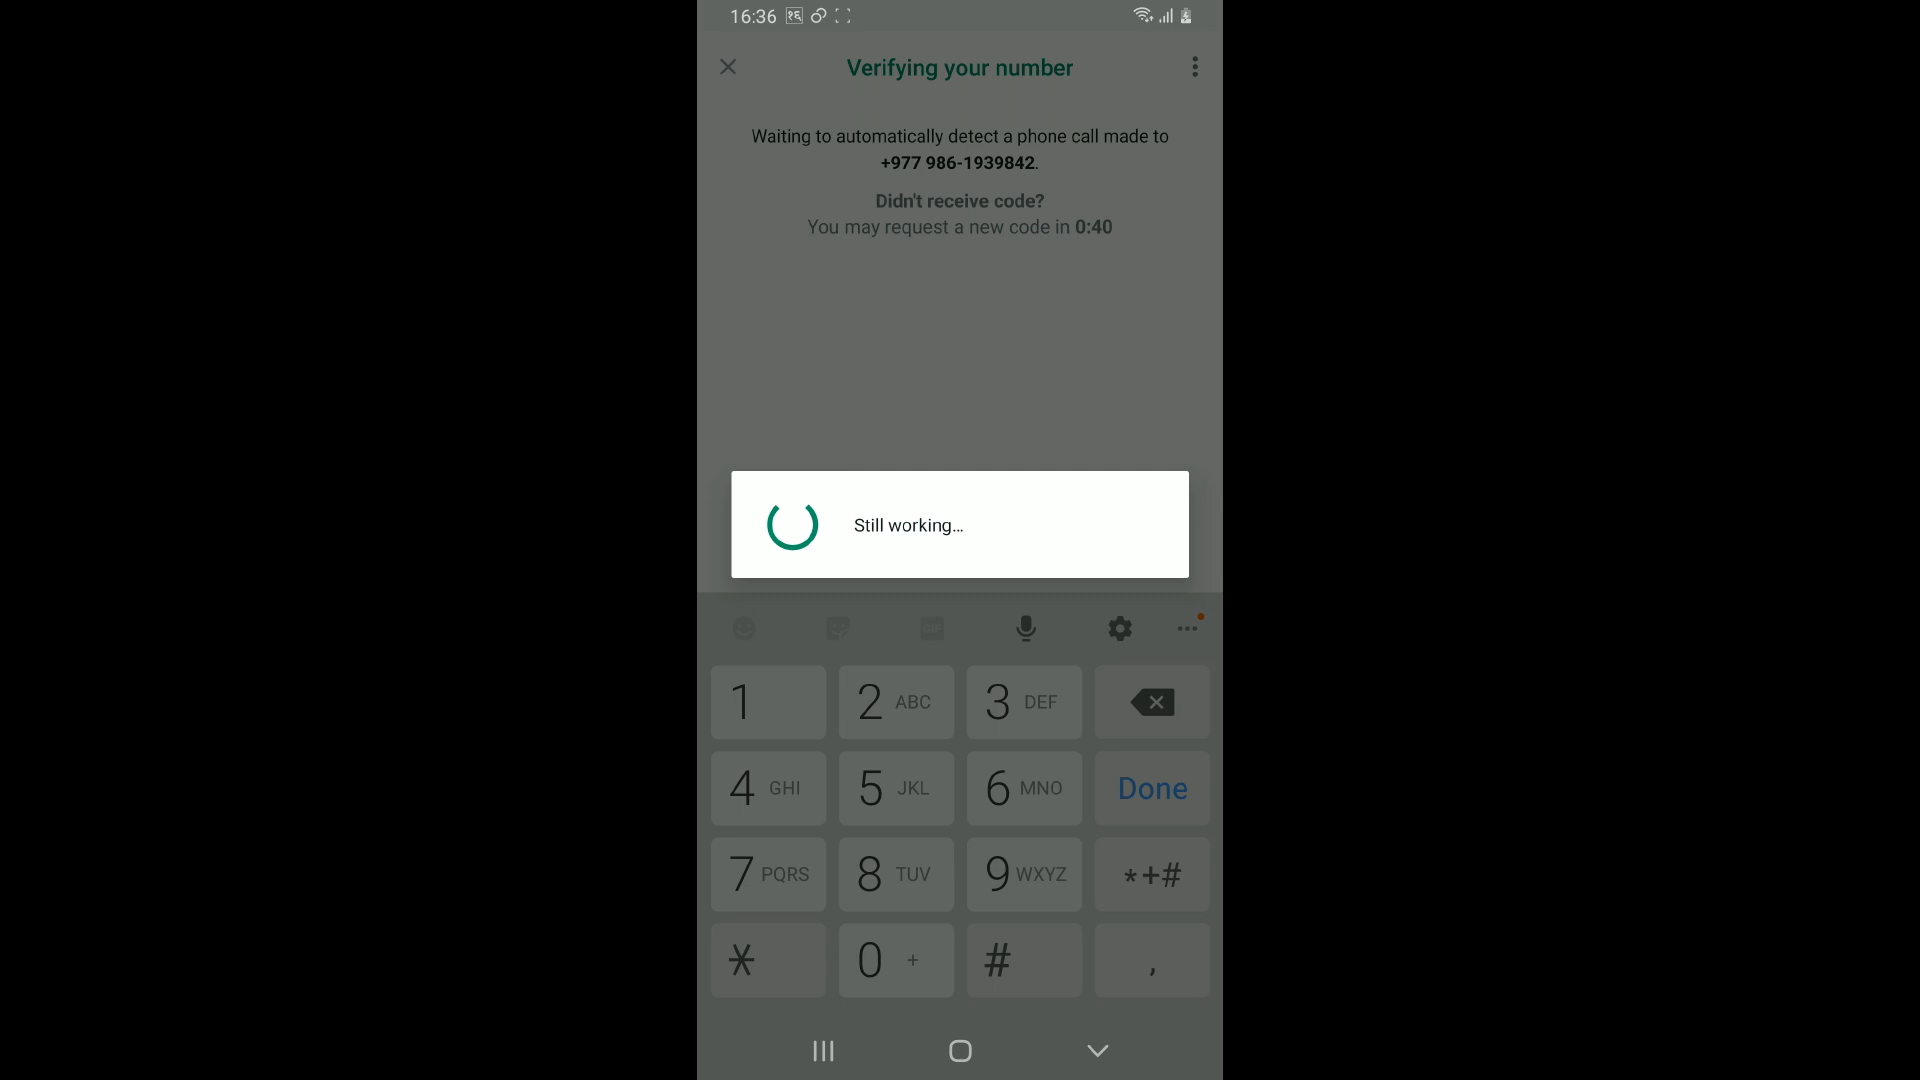 16:36 १६
Verifying your number
Waiting to automatically detect a phone call made to
+977 986-1939842.
Didn't receive code?
You may request a new code in 0:40
Still working...
GIF
1 2 ABC 3 DEF
4 GHI 5 JKL 6 MNO Done
7 PQRS 8 TUV 9 WXYZ *+#
* 0 + # ,